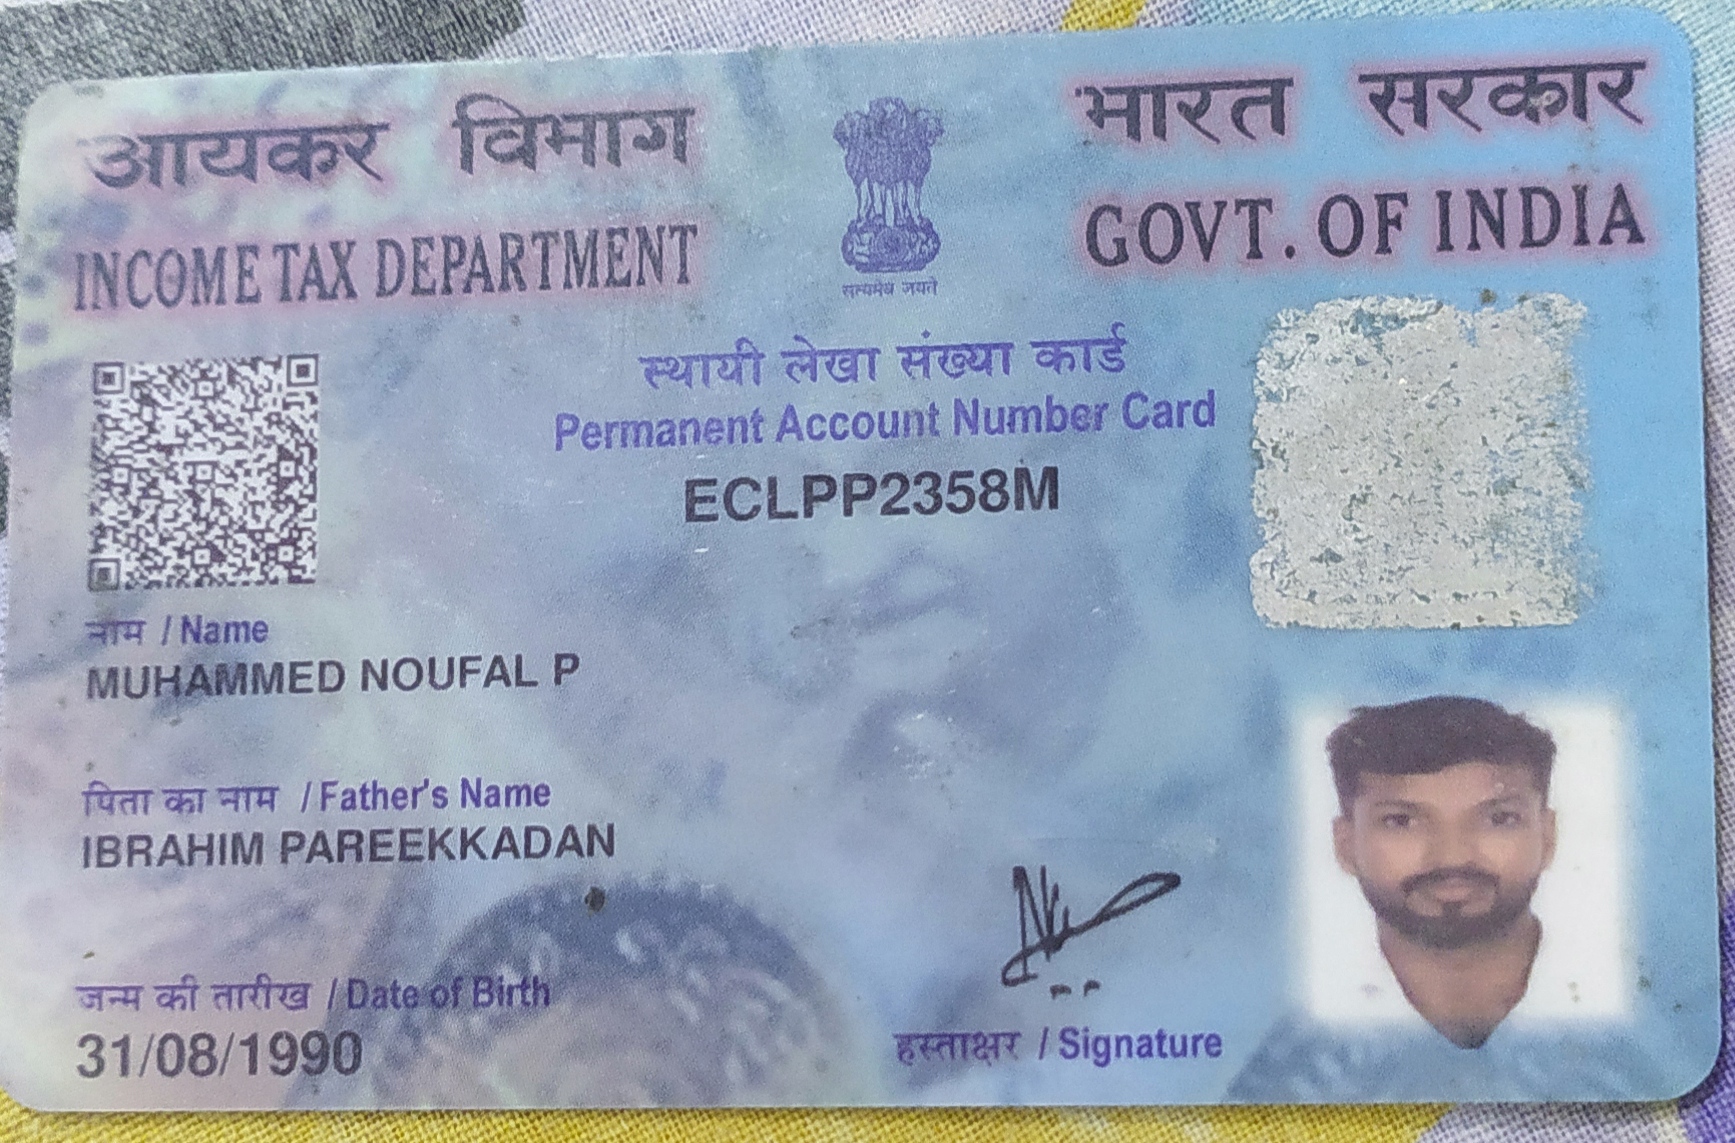 आयकर विभाग
INCOME TAX DEPARTMENT
सत्यमेव जयते
भारत सरकार
GOVT. OF INDIA
स्थायी लेखा संख्या कार्ड
Permanent Account Number Card
ECLPP2358M
नाम / Name
MUHAMMED NOUFAL P
पिता का नाम / Father's Name
IBRAHIM PAREEKKADAN
जन्म की तारीख / Date of Birth
31/08/1990
हस्ताक्षर / Signature